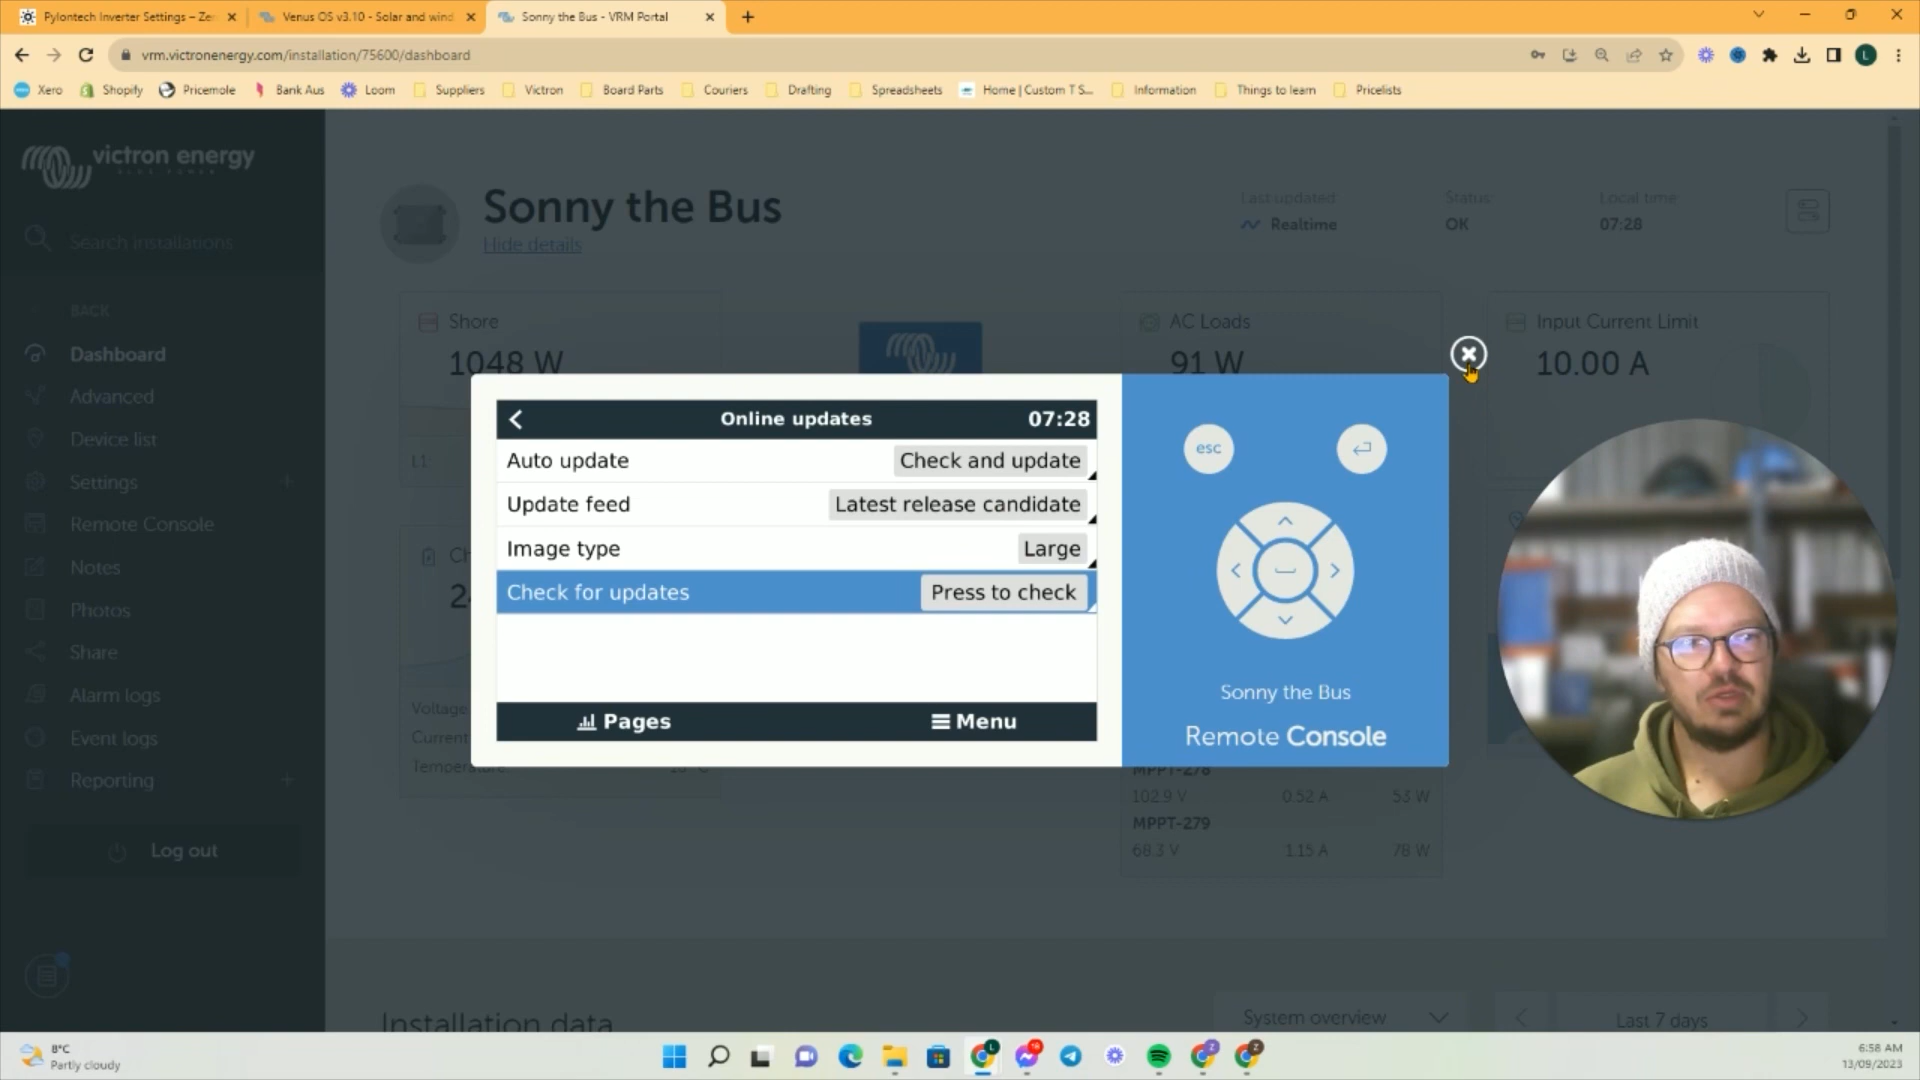 Pylontech Inverter Settings – Ze
Venus OS v3.10 - Solar and wind
Sonny the Bus - VRM Portal
vrm.victronenergy.com/installation/75600/dashboard
L
Xero
Shopify
Pricemole
Bank Aus
Loom
Suppliers
Victron
Board Parts
Couriers
Drafting
Spreadsheets
Home | Custom T S...
Information
Things to learn
Pricelists
victron energy
BLUE POWER
Search installations
BACK
Dashboard
Advanced
Device list
Settings
Remote Console
Notes
Photos
Share
Alarm logs
Event logs
Reporting
Log out
Sonny the Bus
Hide details
Last updated
Realtime
Status
OK
Local time
07:28
Shore
1048 W
L1:
AC Loads
91 W
Input Current Limit
10.00 A
Online updates 07:28
Auto update Check and update
Update feed Latest release candidate
Image type Large
Check for updates Press to check
Pages Menu
esc
Sonny the Bus
Remote Console
Voltage
Current
Temperature:
MPPT-278
102.9 V 0.52 A 53 W
MPPT-279
68.3 V 1.15 A 78 W
Installation data
System overview
Last 7 days
8°C
Partly cloudy
6:58 AM
13/09/2023